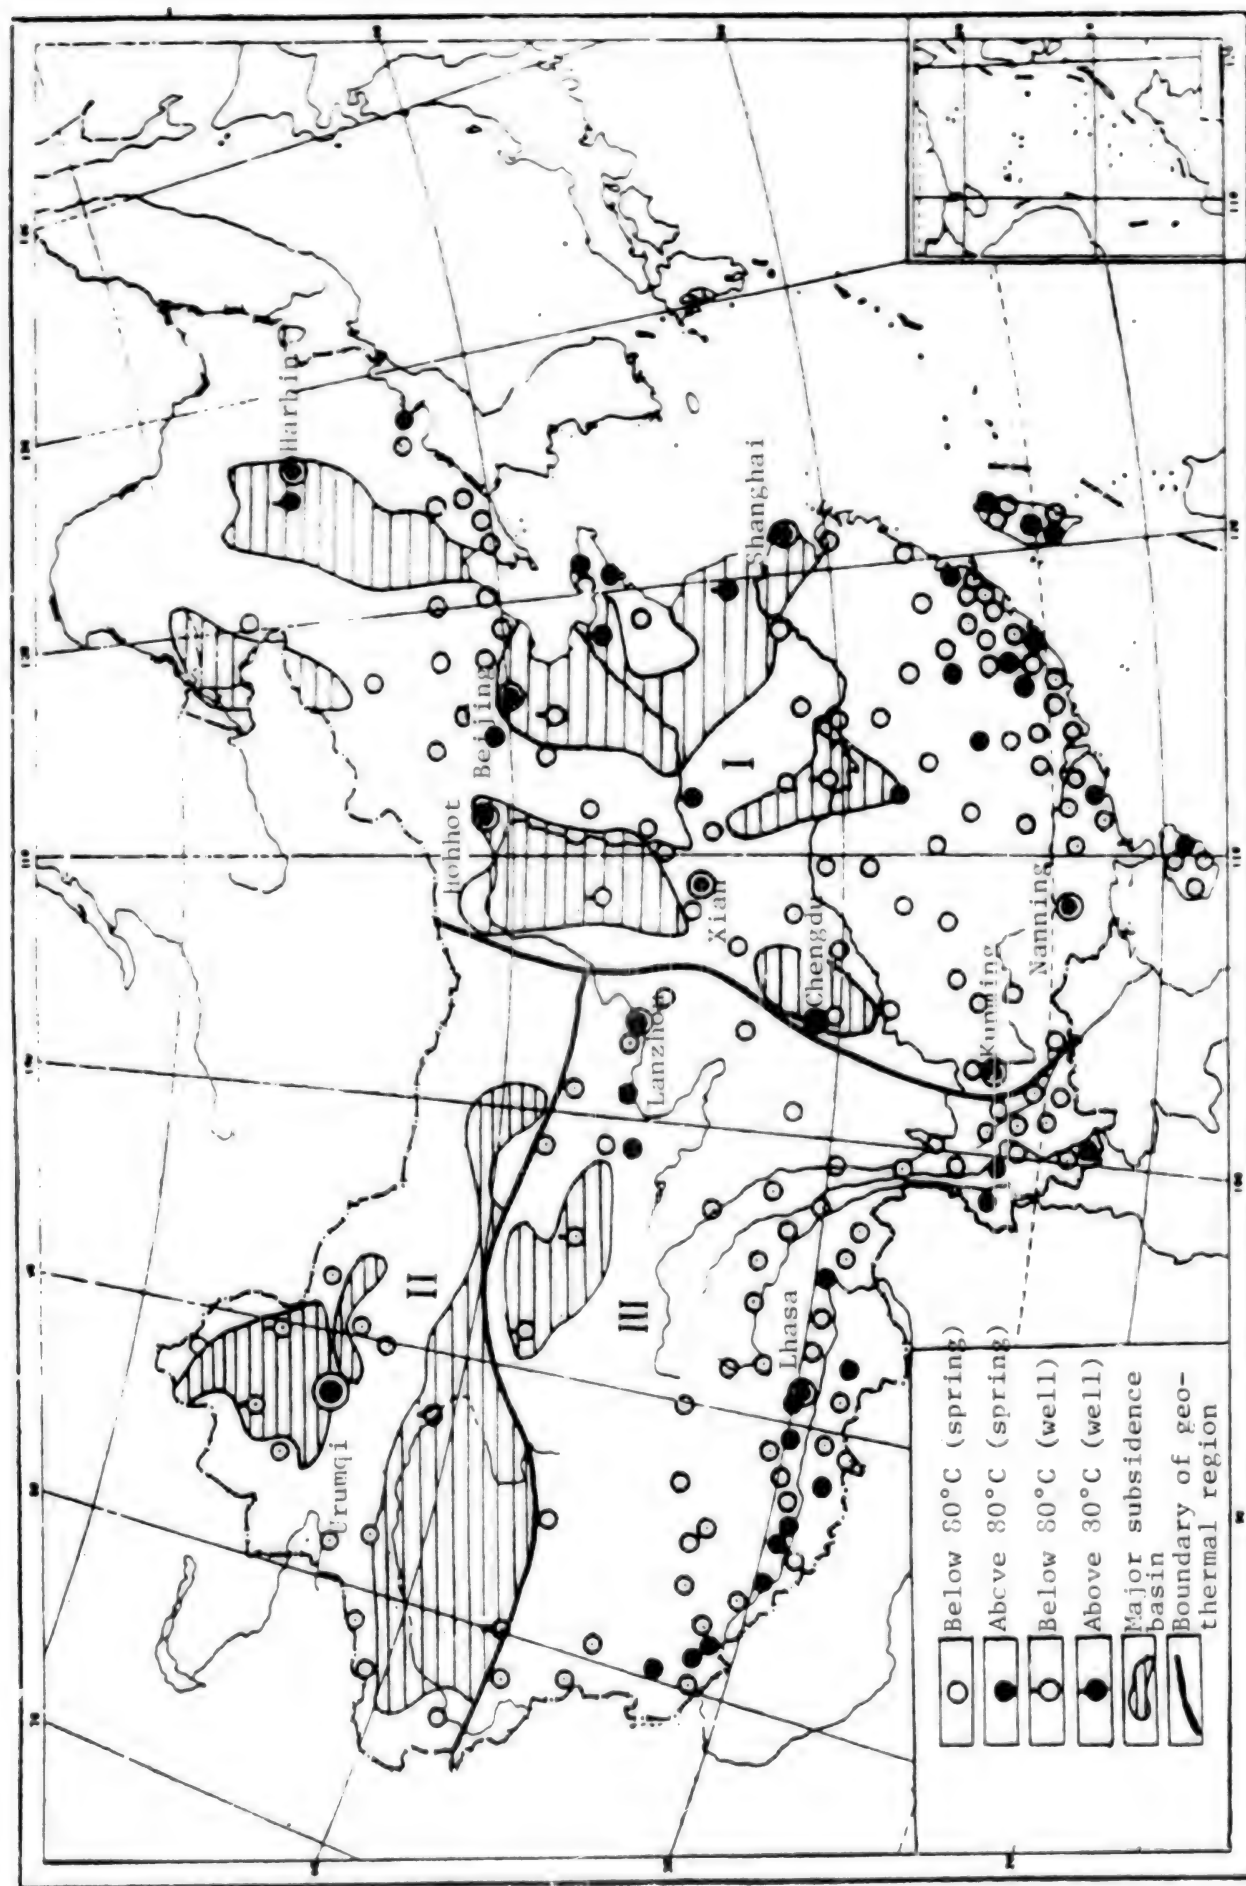 Harbin
Shanghai
Beijing
Hohhot
I
Xian
Chengdu
Nanning
Kunming
Lanzhou
II
III
Lhasa
Urumqi
Below 80°C (spring)
Abcve 80°C (spring)
Below 80°C (well)
Above 30°C (well)
Major subsidence
basin
Boundary of geo-
thermal region